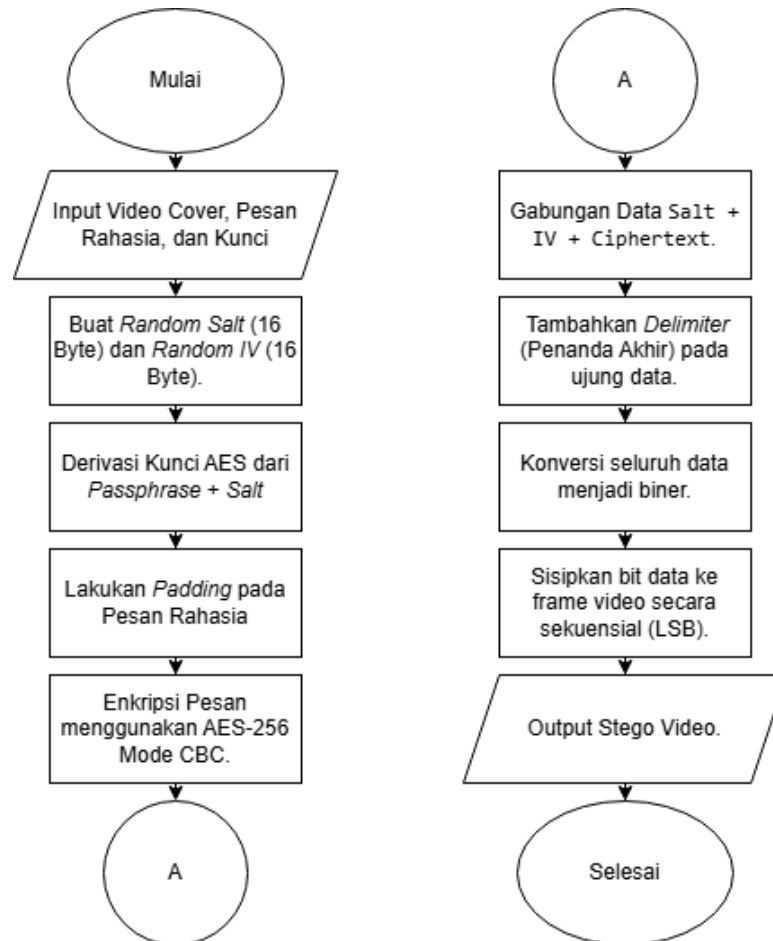 Mulai
Input Video Cover, Pesan
Rahasia, dan Kunci
Buat Random Salt (16
Byte) dan Random IV (16
Byte).
Derivasi Kunci AES dari
Passphrase + Salt
Lakukan Padding pada
Pesan Rahasia
Enkripsi Pesan
menggunakan AES-256
Mode CBC.
A
A
Gabungan Data Salt +
IV + Ciphertext.
Tambahkan Delimiter
(Penanda Akhir) pada
ujung data.
Konversi seluruh data
menjadi biner.
Sisipkan bit data ke
frame video secara
sekuensial (LSB).
Output Stego Video.
Selesai